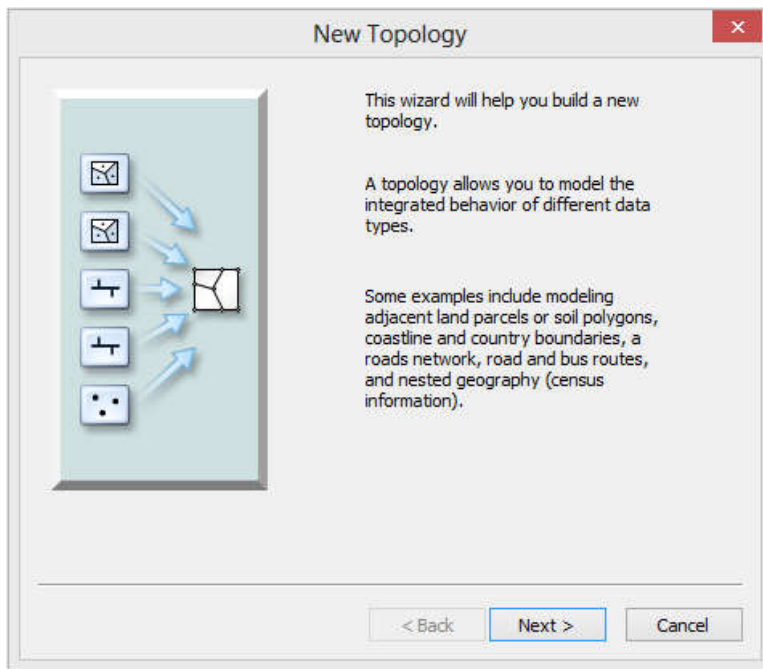 New Topology
This wizard will help you build a new
topology.
A topology allows you to model the
integrated behavior of different data
types.
Some examples include modeling
adjacent land parcels or soil polygons,
coastline and country boundaries, a
roads network, road and bus routes,
and nested geography (census
information).
< Back
Next >
Cancel